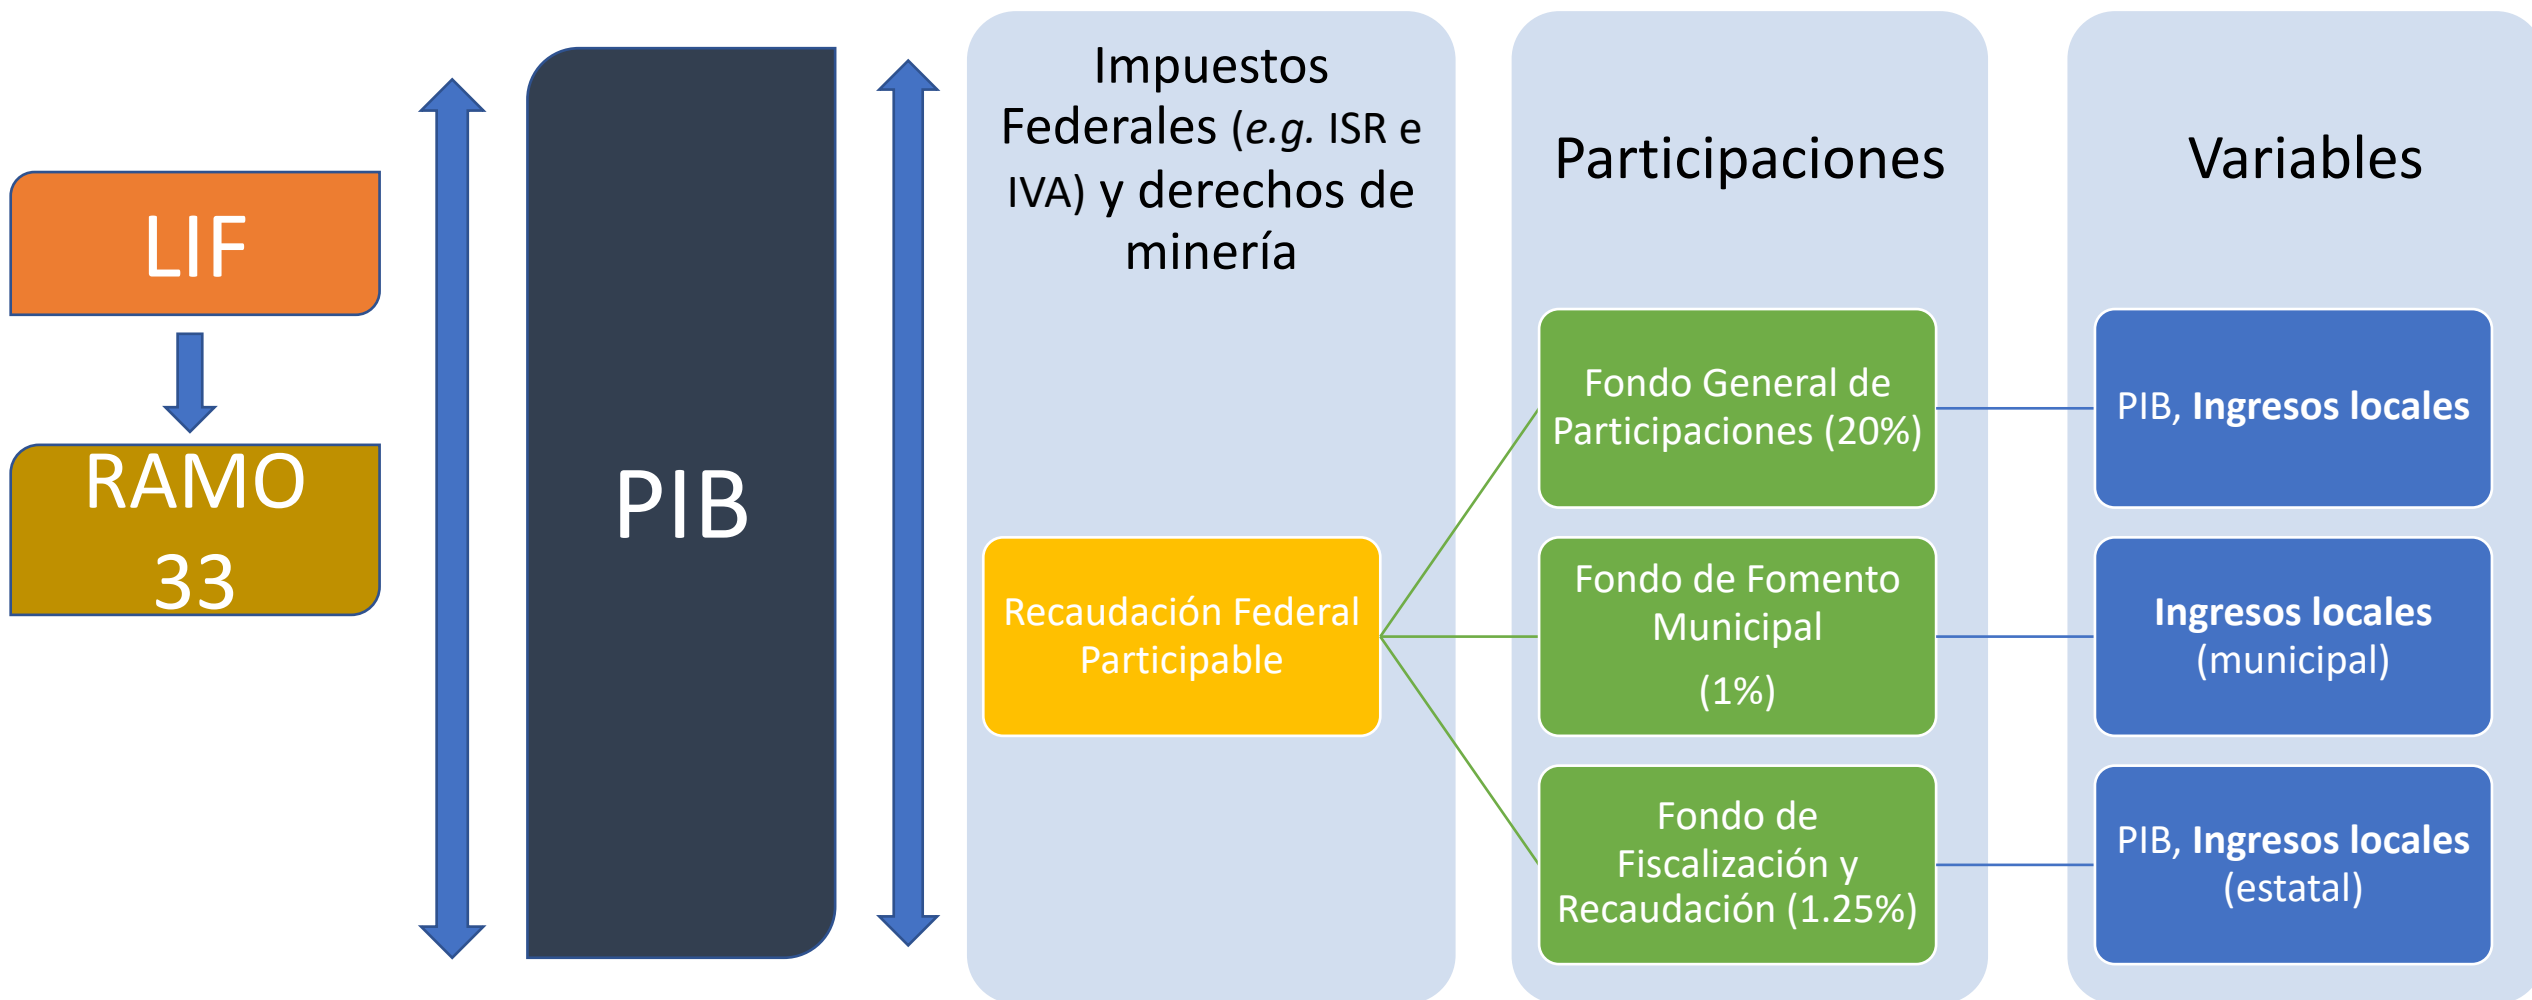 LIF
RAMO
33
PIB
Impuestos
Federales (e.g. ISR e
IVA) y derechos de
minería
Recaudación Federal
Participable
Participaciones
Fondo General de
Participaciones (20%)
Fondo de Fomento
Municipal
(1%)
Fondo de
Fiscalización y
Recaudación (1.25%)
Variables
PIB, Ingresos locales
Ingresos locales
(municipal)
PIB, Ingresos locales
(estatal)